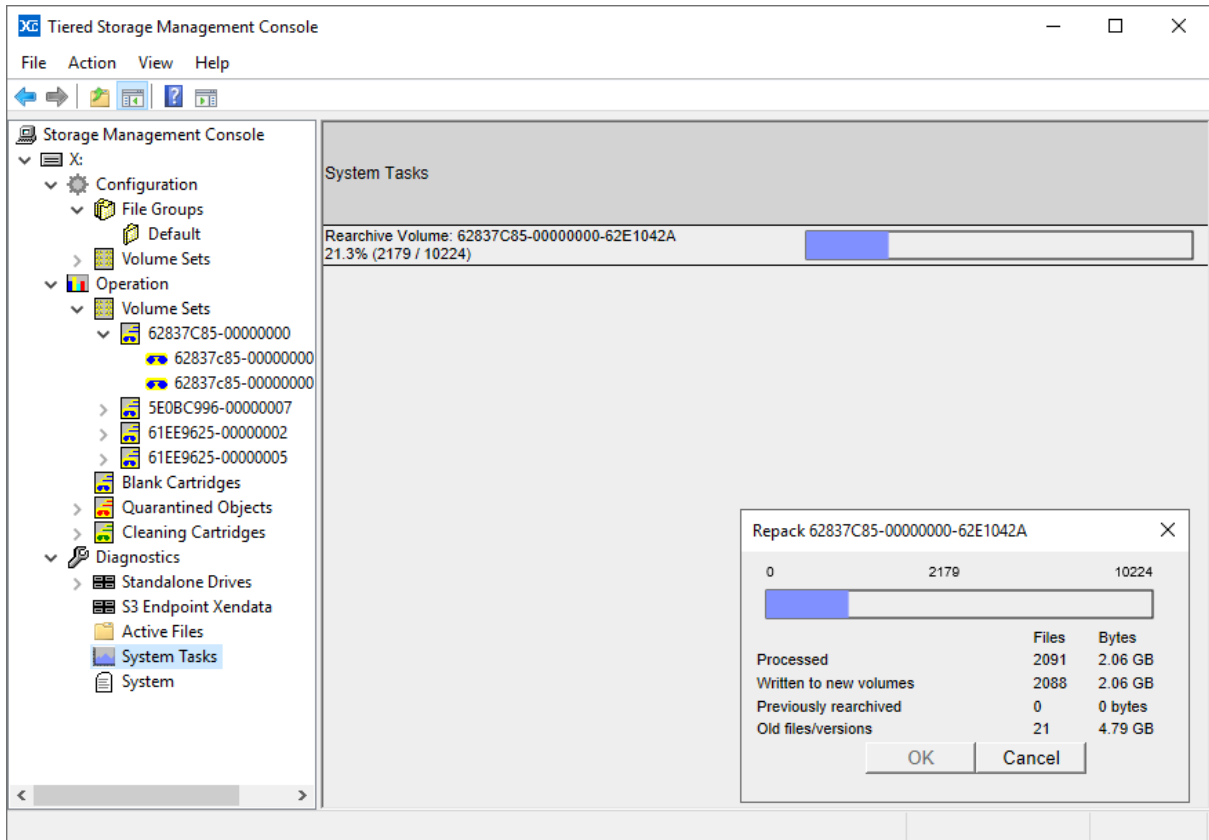 Tiered Storage Management Console
File Action View Help
Storage Management Console
X:
Configuration
File Groups
Default
Volume Sets
Operation
Volume Sets
62837C85-00000000
62837c85-00000000
62837c85-00000000
5E0BC996-00000007
61EE9625-00000002
61EE9625-00000005
Blank Cartridges
Quarantined Objects
Cleaning Cartridges
Diagnostics
Standalone Drives
S3 Endpoint Xendata
Active Files
System Tasks
System
System Tasks
Rearchive Volume: 62837C85-00000000-62E1042A
21.3% (2179 / 10224)
Repack 62837C85-00000000-62E1042A
0 2179 10224
Files Bytes
Processed 2091 2.06 GB
Written to new volumes 2088 2.06 GB
Previously rearchived 0 0 bytes
Old files/versions 21 4.79 GB
OK Cancel